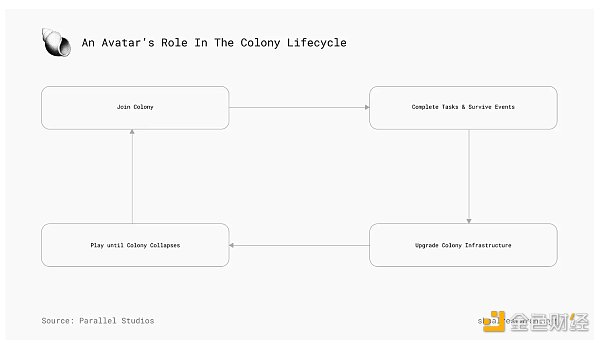 An Avatar's Role In The Colony Lifecycle
Join Colony
Complete Tasks & Survive Events
Play until Colony Collapses
Upgrade Colony Infrastructure
Source: Parallel Studios
金色财经